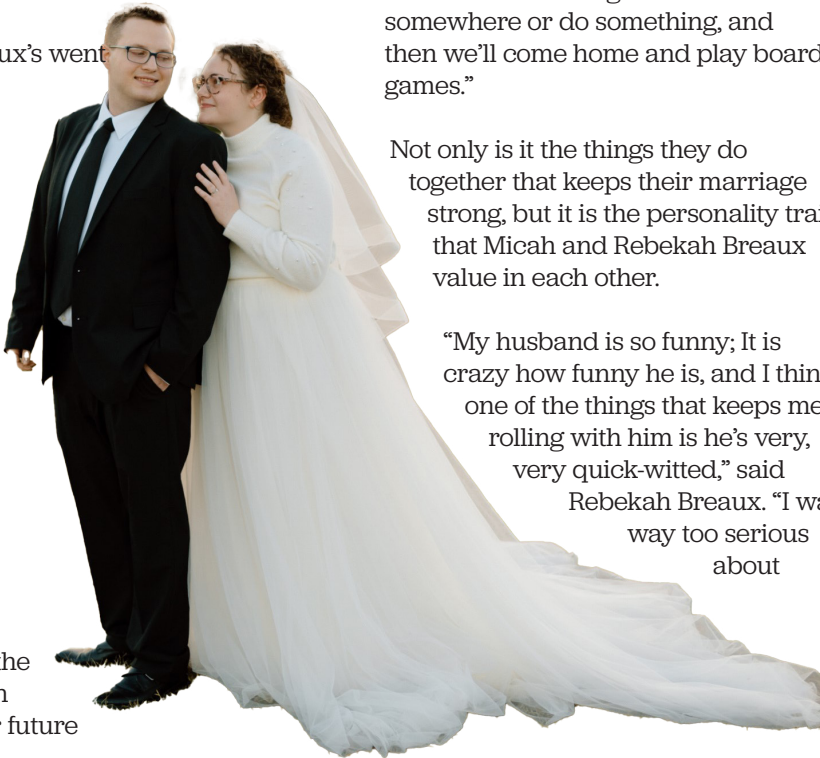 ux's went
the
r future
somewhere or do something, and
then we'll come home and play board
games.”
Not only is it the things they do
together that keeps their marriage
strong, but it is the personality trai
that Micah and Rebekah Breaux
value in each other.
“My husband is so funny; It is
crazy how funny he is, and I thin
one of the things that keeps me
rolling with him is he’s very,
very quick-witted,” said
Rebekah Breaux. “I wa
way too serious
about